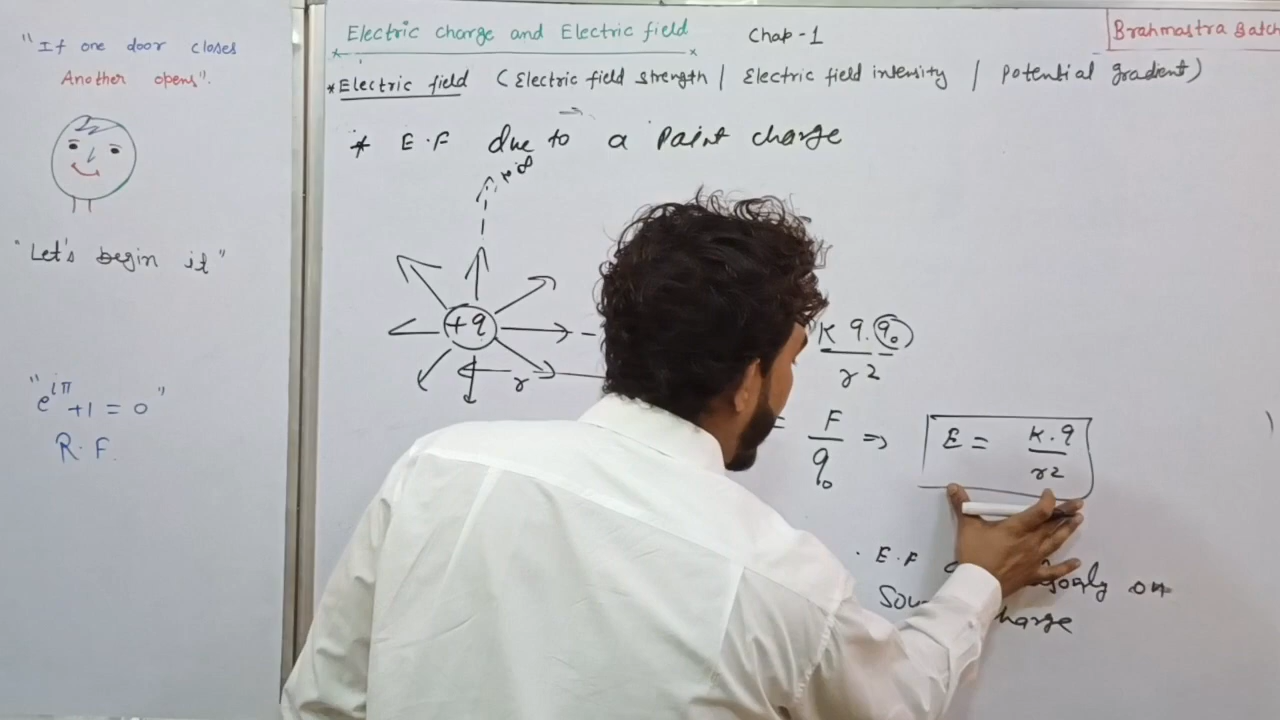 "If one door closes
Another opens".
"Let's begin it"
"e^iπ +1 = 0"
R.F.
Electric charge and Electric field Chap-1
Brahmastra Batch
*Electric field (Electric field strength | Electric field intensity | Potential gradient)
* E.F due to a Point charge
∞
+q
r
K q.q₀
r2
= F/q₀ ⇒
E = K.q/r2
· E.F only on
charge